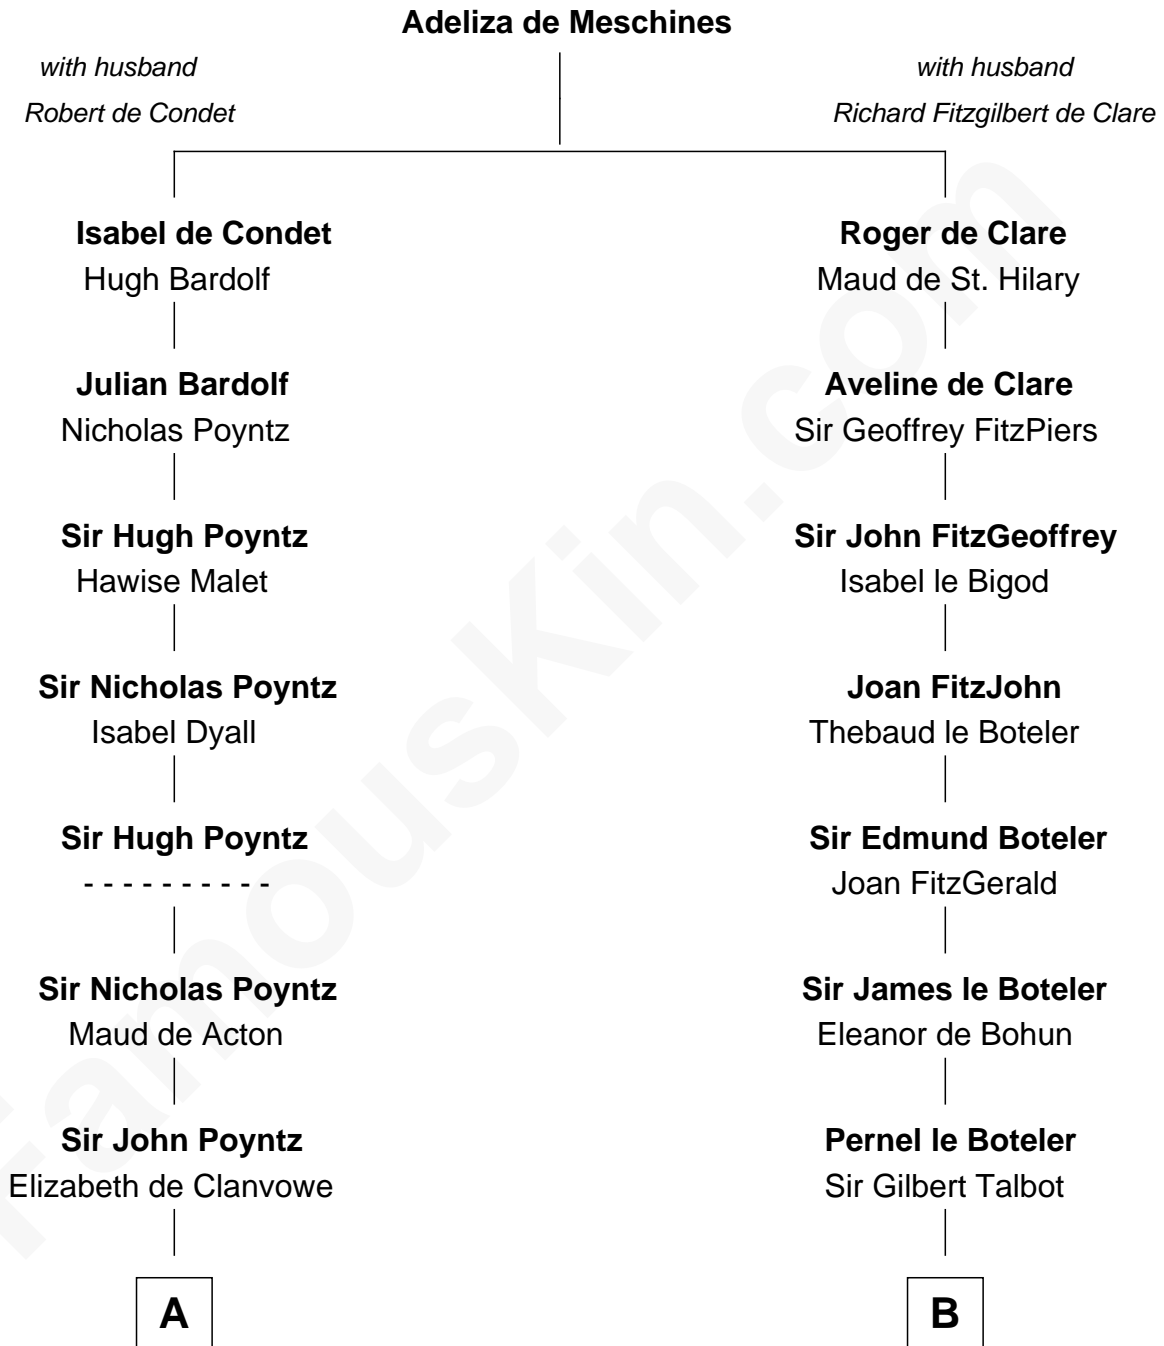 Adeliza de Meschines
with husband
Robert de Condet
with husband
Richard Fitzgilbert de Clare
Isabel de Condet
Hugh Bardolf
Roger de Clare
Maud de St. Hilary
Julian Bardolf
Nicholas Poyntz
Aveline de Clare
Sir Geoffrey FitzPiers
Sir Hugh Poyntz
Hawise Malet
Sir John FitzGeoffrey
Isabel le Bigod
Sir Nicholas Poyntz
Isabel Dyall
Joan FitzJohn
Thebaud le Boteler
Sir Hugh Poyntz
- - - - - - - - - -
Sir Edmund Boteler
Joan FitzGerald
Sir Nicholas Poyntz
Maud de Acton
Sir James le Boteler
Eleanor de Bohun
Sir John Poyntz
Elizabeth de Clanvowe
Pernel le Boteler
Sir Gilbert Talbot
A
B
FamousKin.com